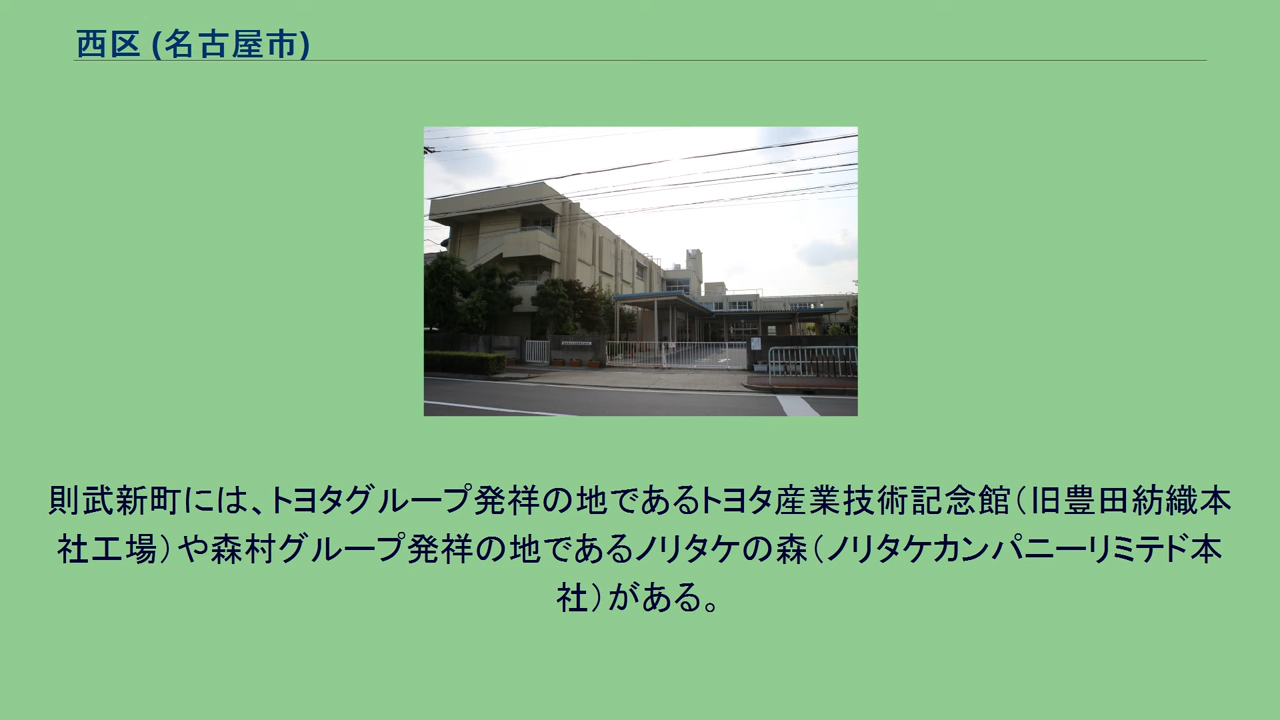 西区 (名古屋市)
則武新町には、トヨタグループ発祥の地であるトヨタ産業技術記念館（旧豊田紡織本
社工場）や森村グループ発祥の地であるノリタケの森（ノリタケカンパニーリミテド本
社）がある。